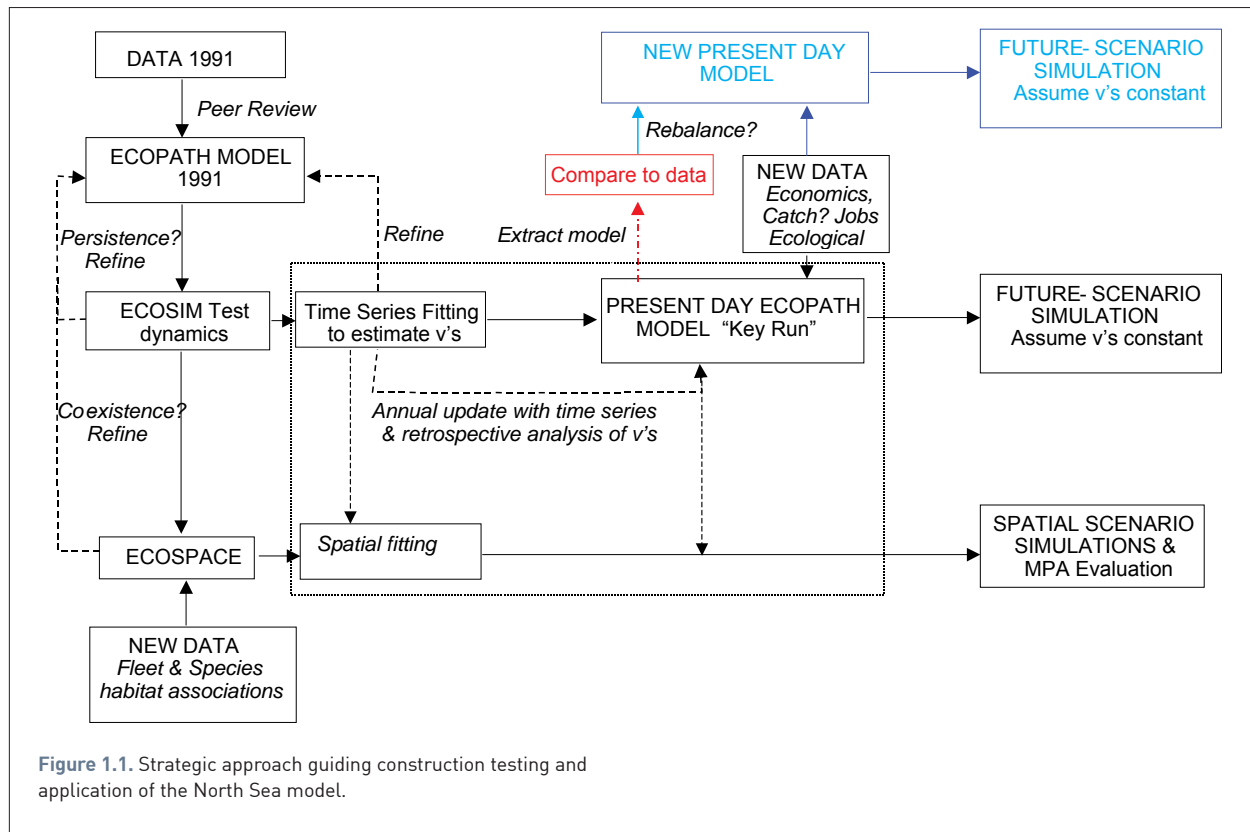 DATA 1991
Peer Review
ECOPATH MODEL
1991
Persistence?
Refine
ECOSIM Test
dynamics
Coexistence?
Refine
ECOSPACE
NEW DATA
Fleet & Species
habitat associations
Refine
Time Series Fitting
to estimate v's
Annual update with time series
& retrospective analysis of v's
Spatial fitting
NEW PRESENT DAY
MODEL
Rebalance?
Compare to data
Extract model
NEW DATA
Economics,
Catch? Jobs
Ecological
PRESENT DAY ECOPATH
MODEL "Key Run"
FUTURE- SCENARIO
SIMULATION
Assume v's constant
FUTURE- SCENARIO
SIMULATION
Assume v's constant
SPATIAL SCENARIO
SIMULATIONS &
MPA Evaluation
Figure 1.1. Strategic approach guiding construction testing and
application of the North Sea model.